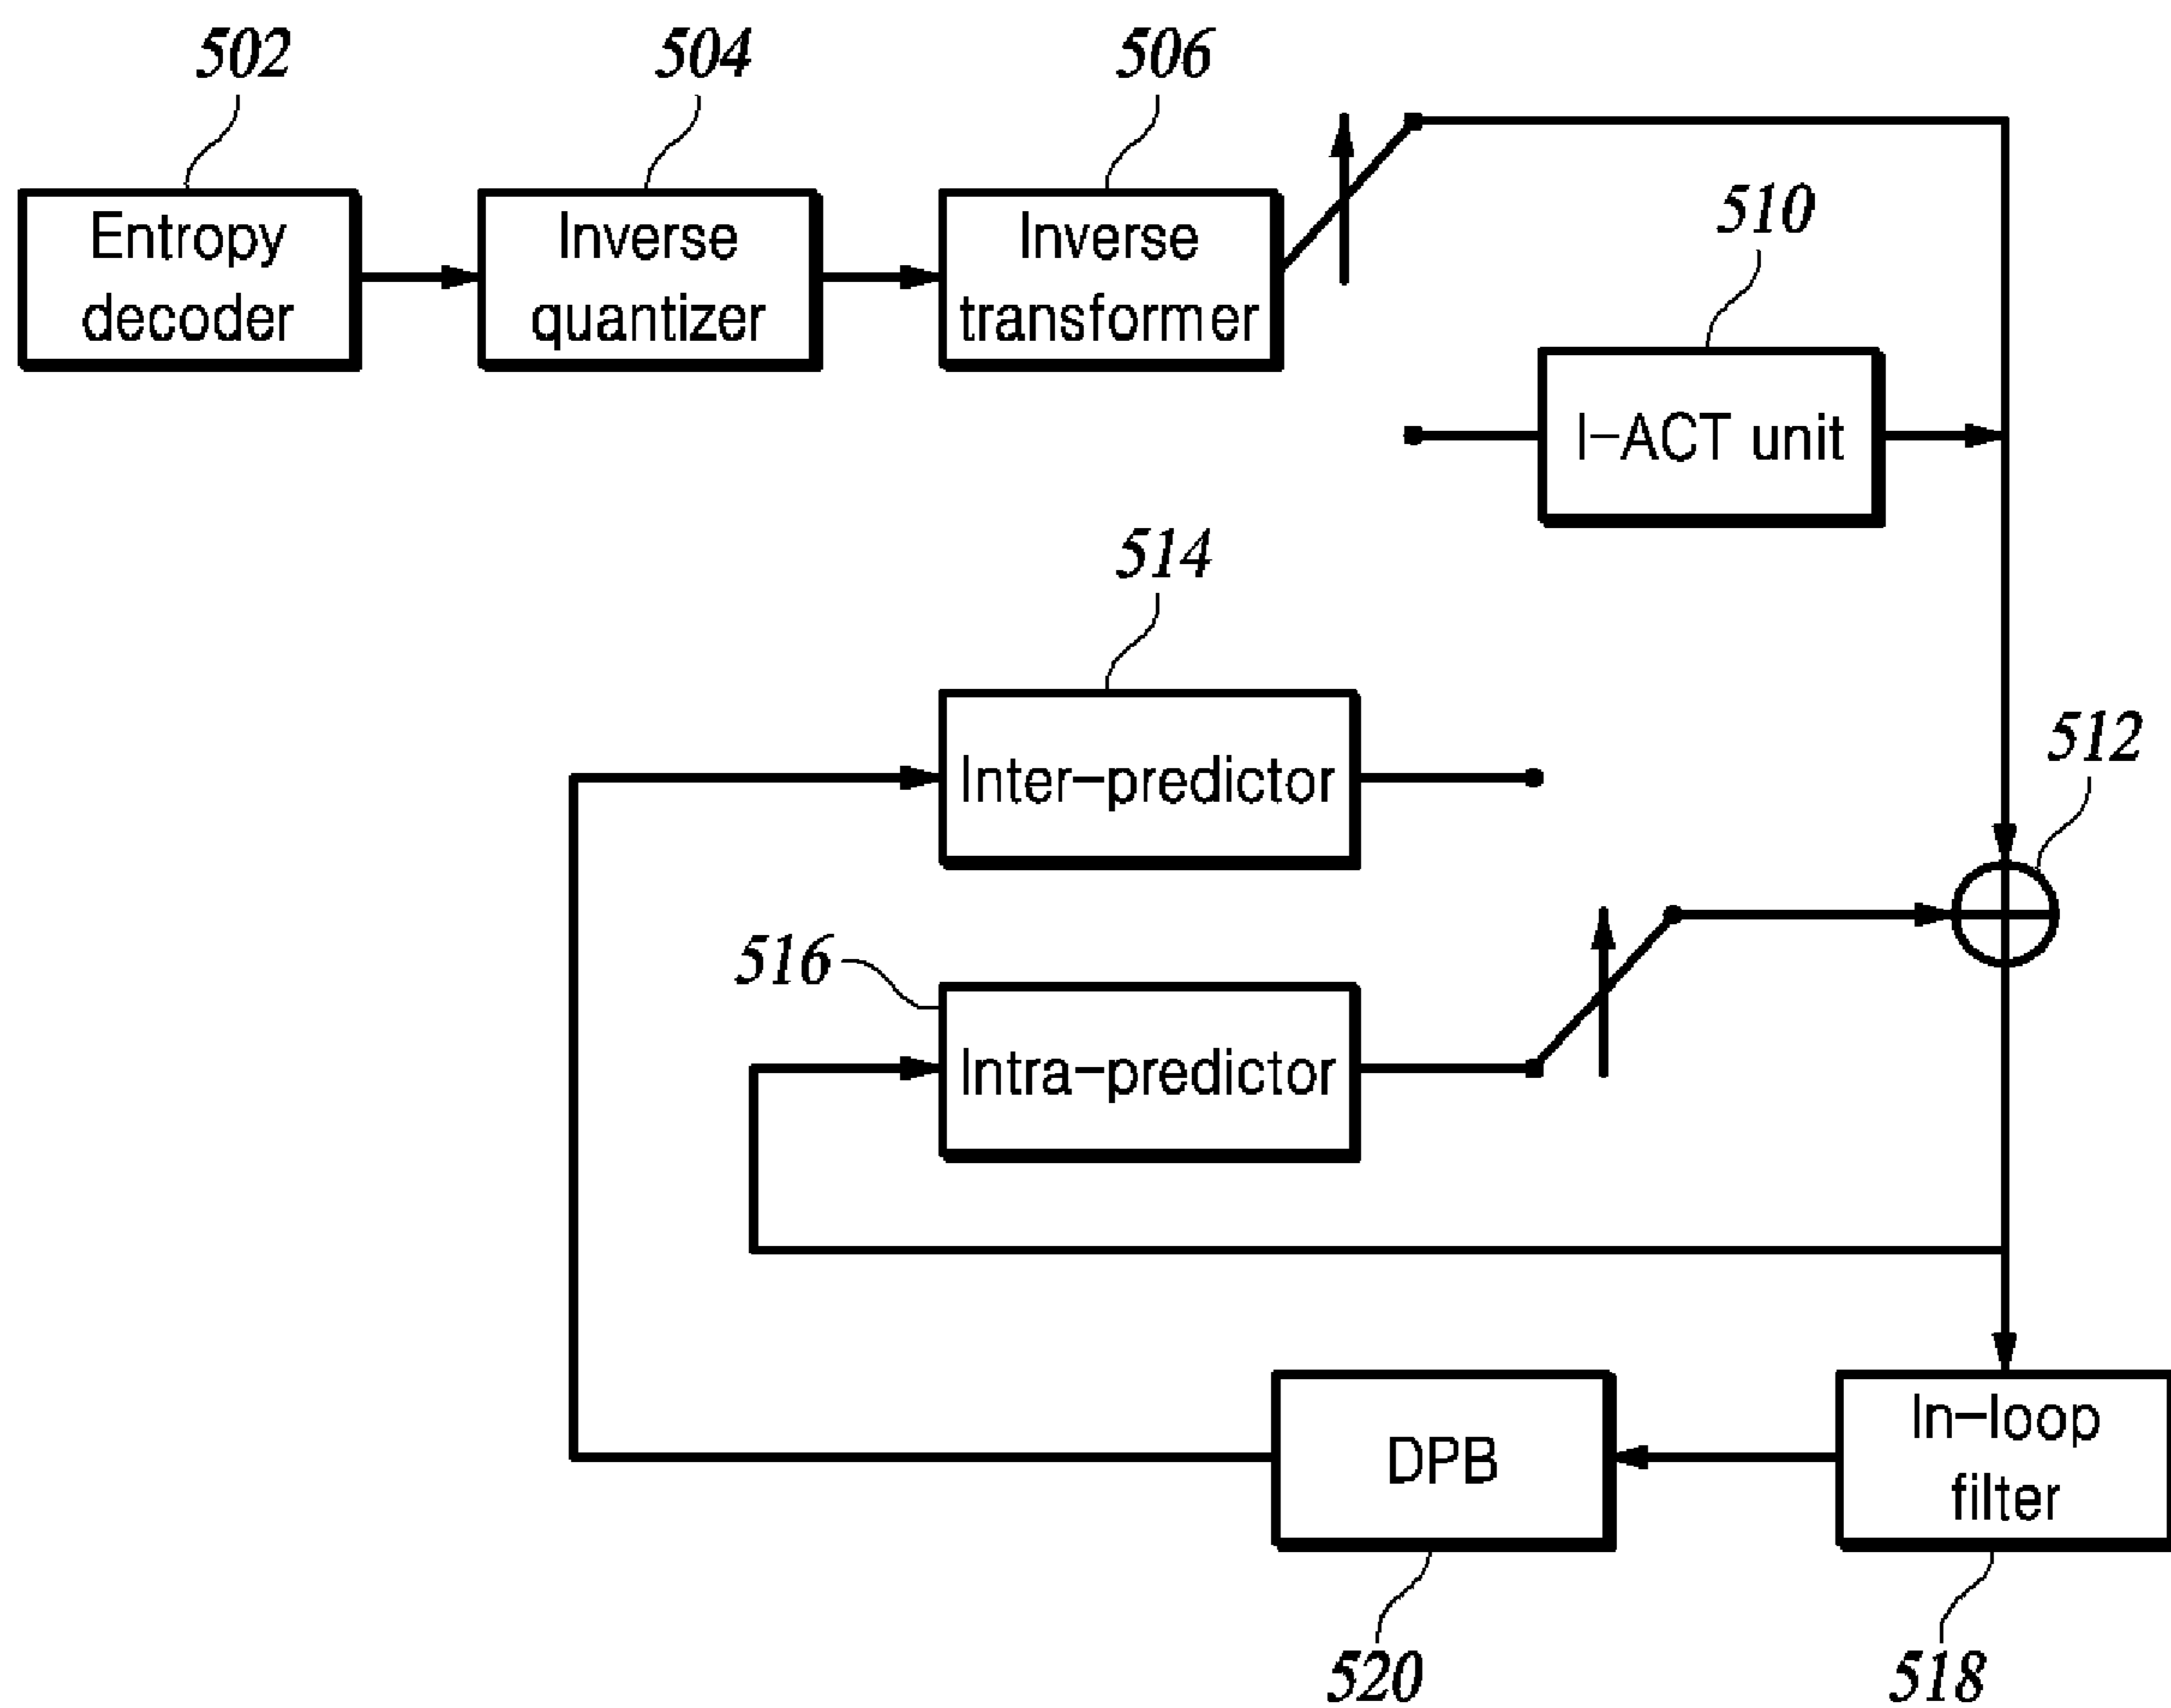 502
504
506
Entropy
decoder
Inverse
quantizer
Inverse
transformer
510
I-ACT unit
514
Inter-predictor
512
516
Intra-predictor
DPB
In-loop
filter
520
518